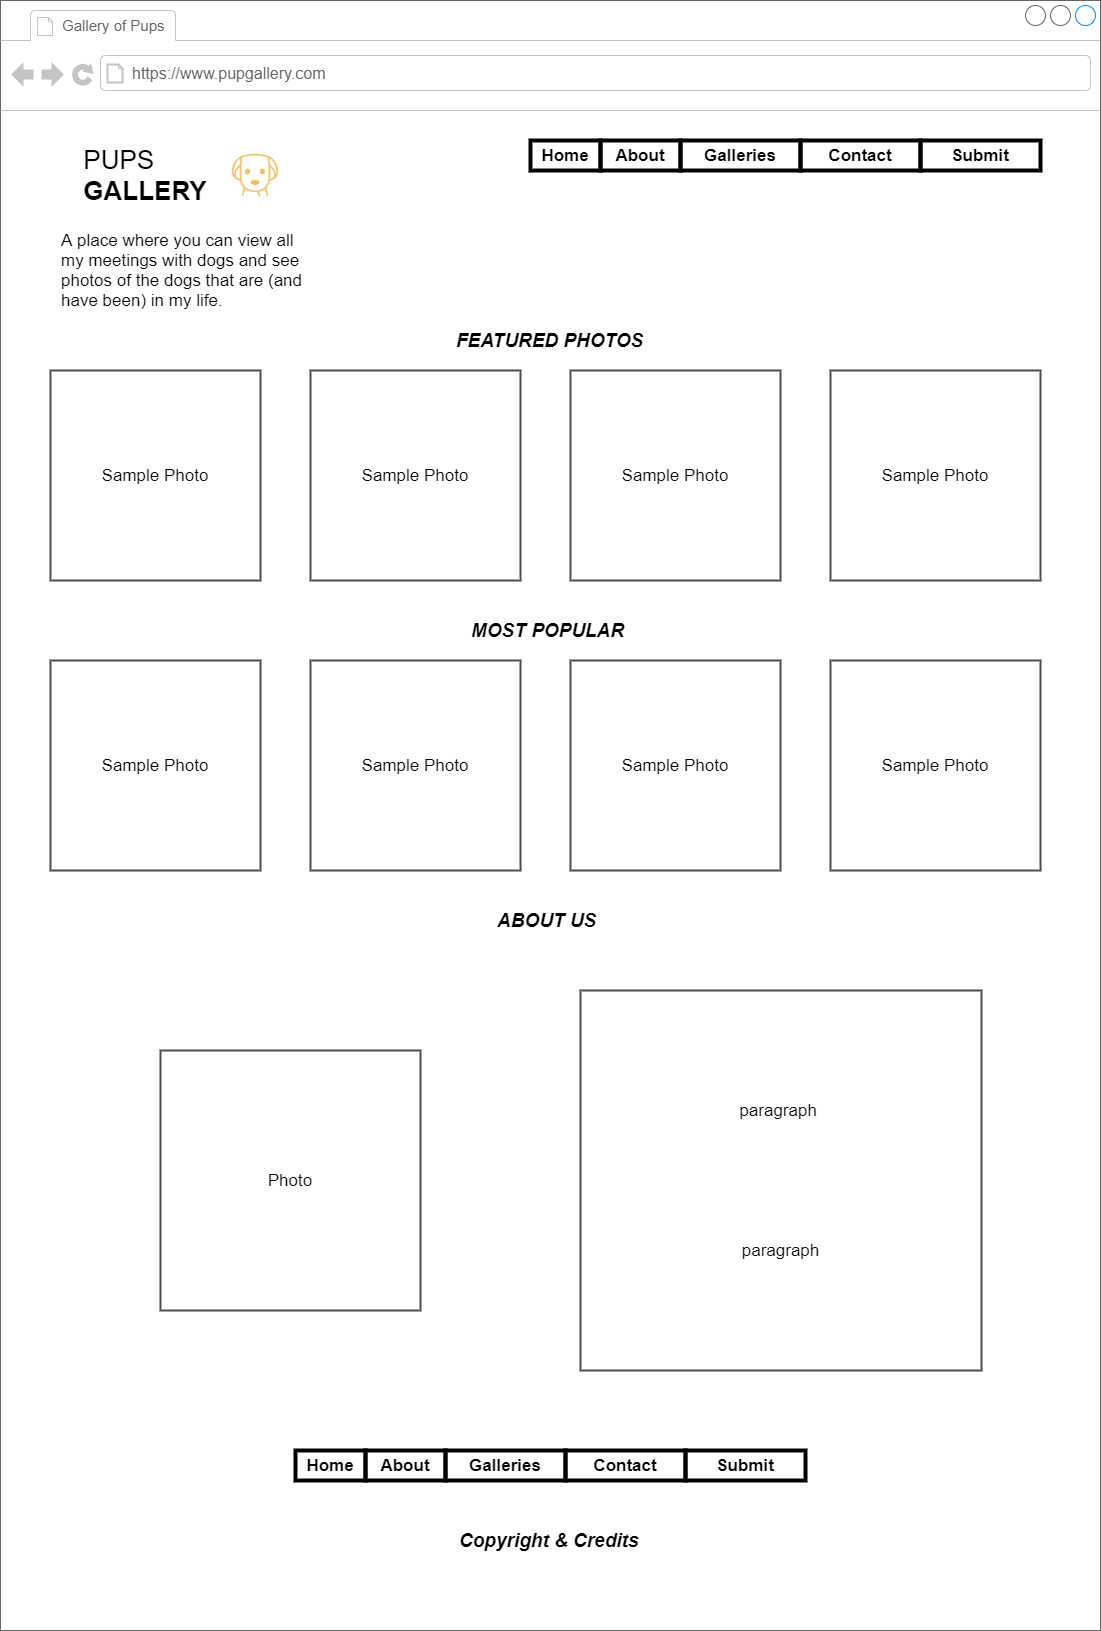 Gallery of Pups
https://www.pupgallery.com
PUPS
GALLERY
Home About Galleries Contact Submit
A place where you can view all
my meetings with dogs and see
photos of the dogs that are (and
have been) in my life.
FEATURED PHOTOS
Sample Photo Sample Photo Sample Photo Sample Photo
MOST POPULAR
Sample Photo Sample Photo Sample Photo Sample Photo
ABOUT US
Photo
paragraph
paragraph
Home About Galleries Contact Submit
Copyright & Credits